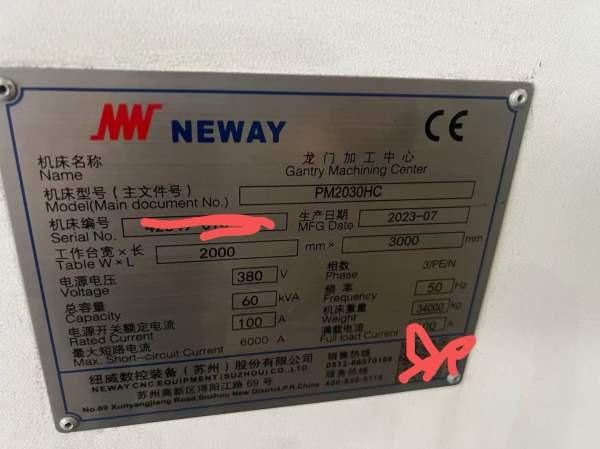 NEWAY CE
机床名称 龙门加工中心
Name Gantry Machining Center
机床型号（主文件号） PM2030HC
Model(Main document No.)
机床编号 生产日期 2023-07
Serial No. MFG Date
工作台宽×长 2000 mm× 3000 mm
Table W×L
电源电压 380 V 相数 3/PE/N
Voltage Phase
总容量 60 kVA 频率 50 Hz
Capacity Frequency
电源开关额定电流 100 A 机床重量 34000 kg
Rated Current Weight
最大短路电流 6000 A 满载电流 A
Max. Short-circuit Current Full load Current
纽威数控装备（苏州）股份有限公司 销售热线
NEWAY CNC EQUIPMENT(SUZHOU)CO.,LTD.
苏州高新区浔阳江路 69 号 服务热线
No.69 Xunyangjiang Road,Suzhou New District,P.R.China